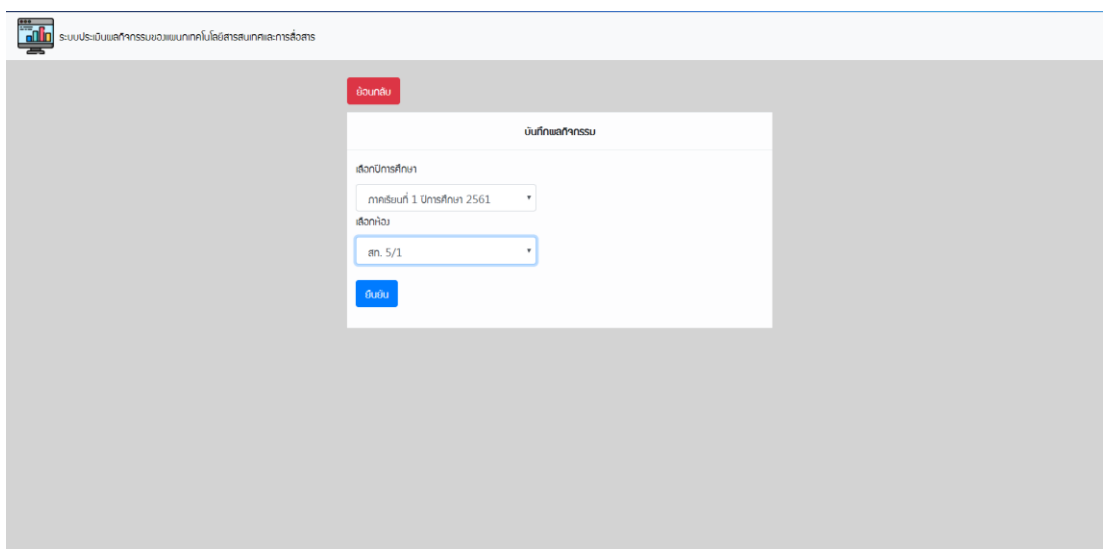 ระบบประเมินผลกิจกรรมของแผนกเทคโนโลยีสารสนเทศและการสื่อสาร
ย้อนกลับ
บันทึกผลกิจกรรม
เลือกปีการศึกษา
ภาคเรียนที่ 1 ปีการศึกษา 2561
เลือกห้อง
สท. 5/1
ยืนยัน